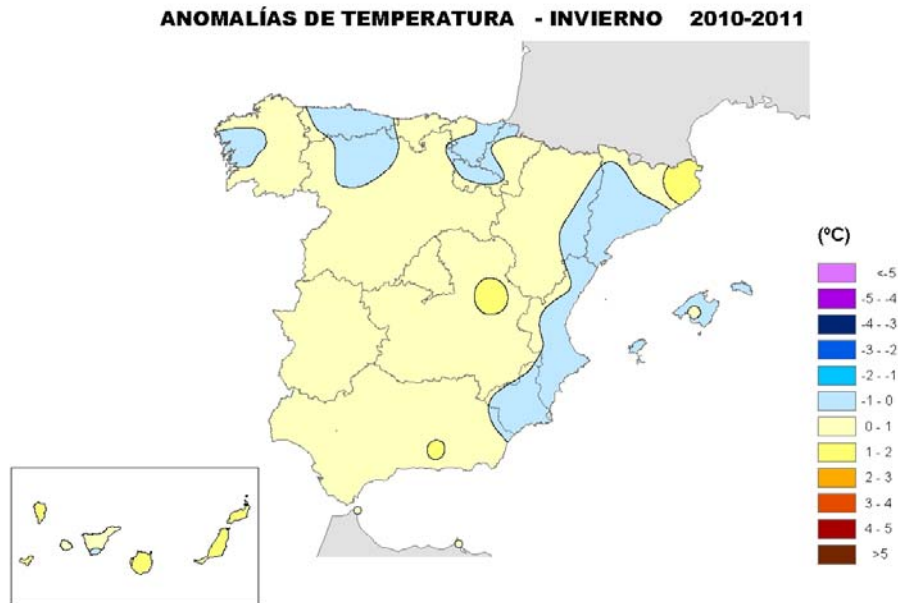 ANOMALÍAS DE TEMPERATURA - INVIERNO 2010-2011
(ºC)
<-5
-5 - -4
-4 - -3
-3 - -2
-2 - -1
-1 - 0
0 - 1
1 - 2
2 - 3
3 - 4
4 - 5
>5